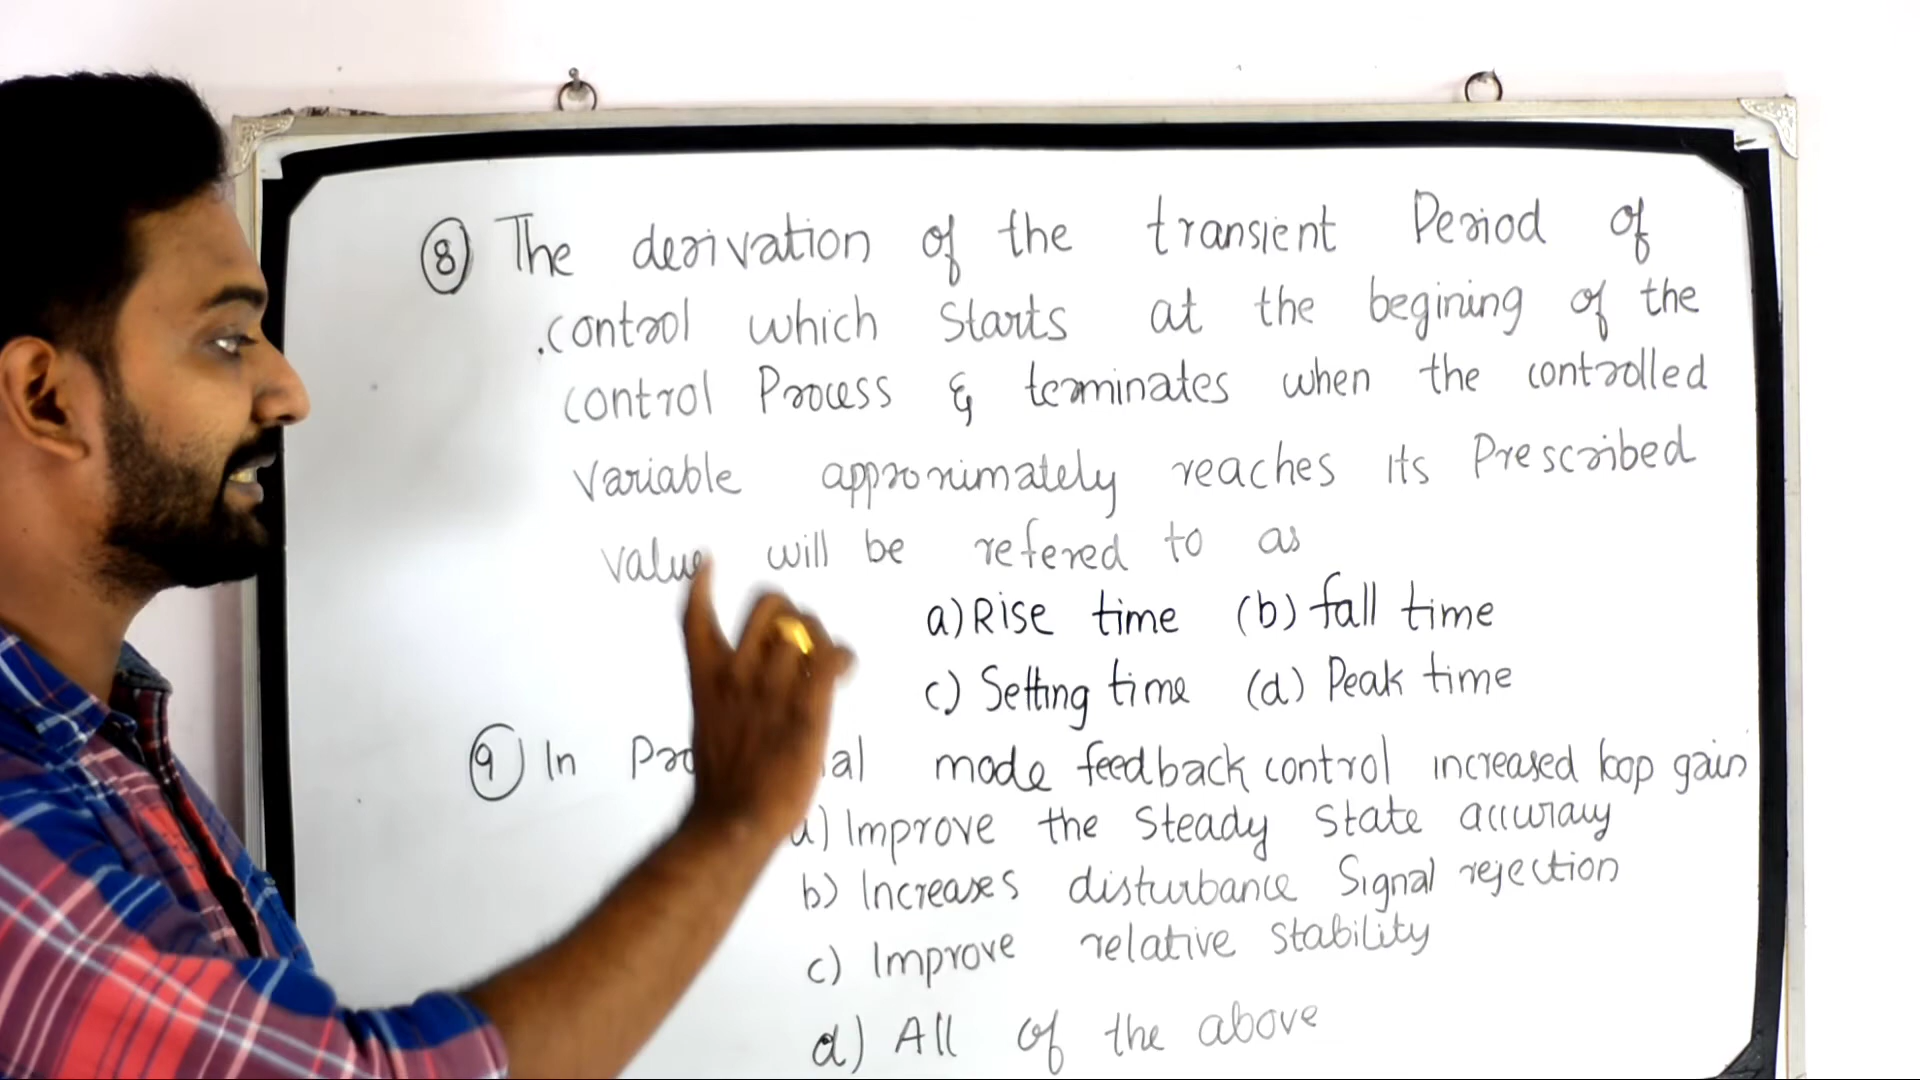 8 The derivation of the transient Period of
control which Starts at the begining of the
control Process & terminates when the controlled
variable approximately reaches its Prescribed
value will be refered to as
a) Rise time (b) fall time
c) Setting time (d) Peak time
9 In mode feedback control increased loop gain
a) Improve the Steady State accuracy
b) Increases disturbance Signal rejection
c) Improve relative stability
d) All of the above